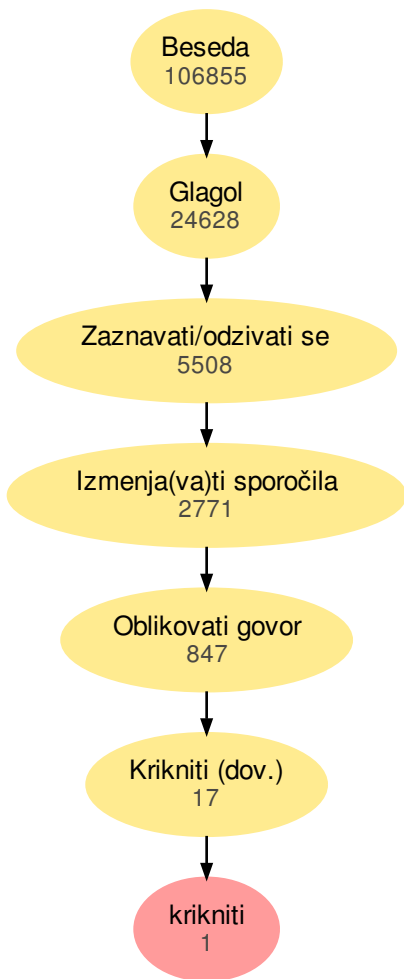 Beseda
106855
Glagol
24628
Zaznavati/odzivati se
5508
Izmenja(va)ti sporočila
2771
Oblikovati govor
847
Krikniti (dov.)
17
krikniti
1